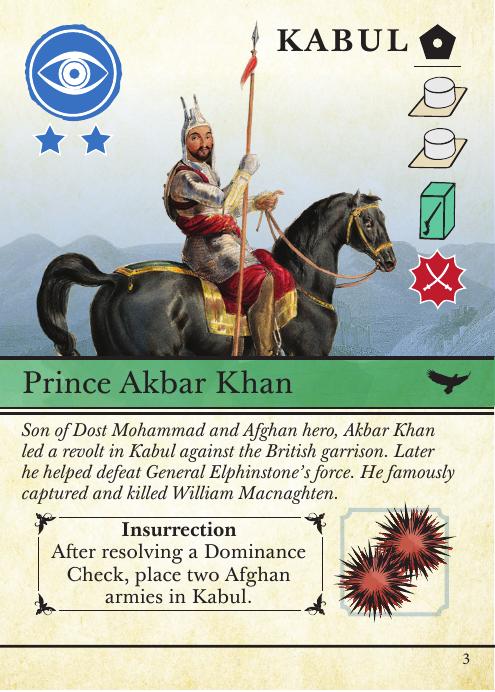 KABUL
Prince Akbar Khan
Son of Dost Mohammad and Afghan hero, Akbar Khan
led a revolt in Kabul against the British garrison. Later
he helped defeat General Elphinstone’s force. He famously
captured and killed William Macnaghten.
Insurrection
After resolving a Dominance
Check, place two Afghan
armies in Kabul.
3